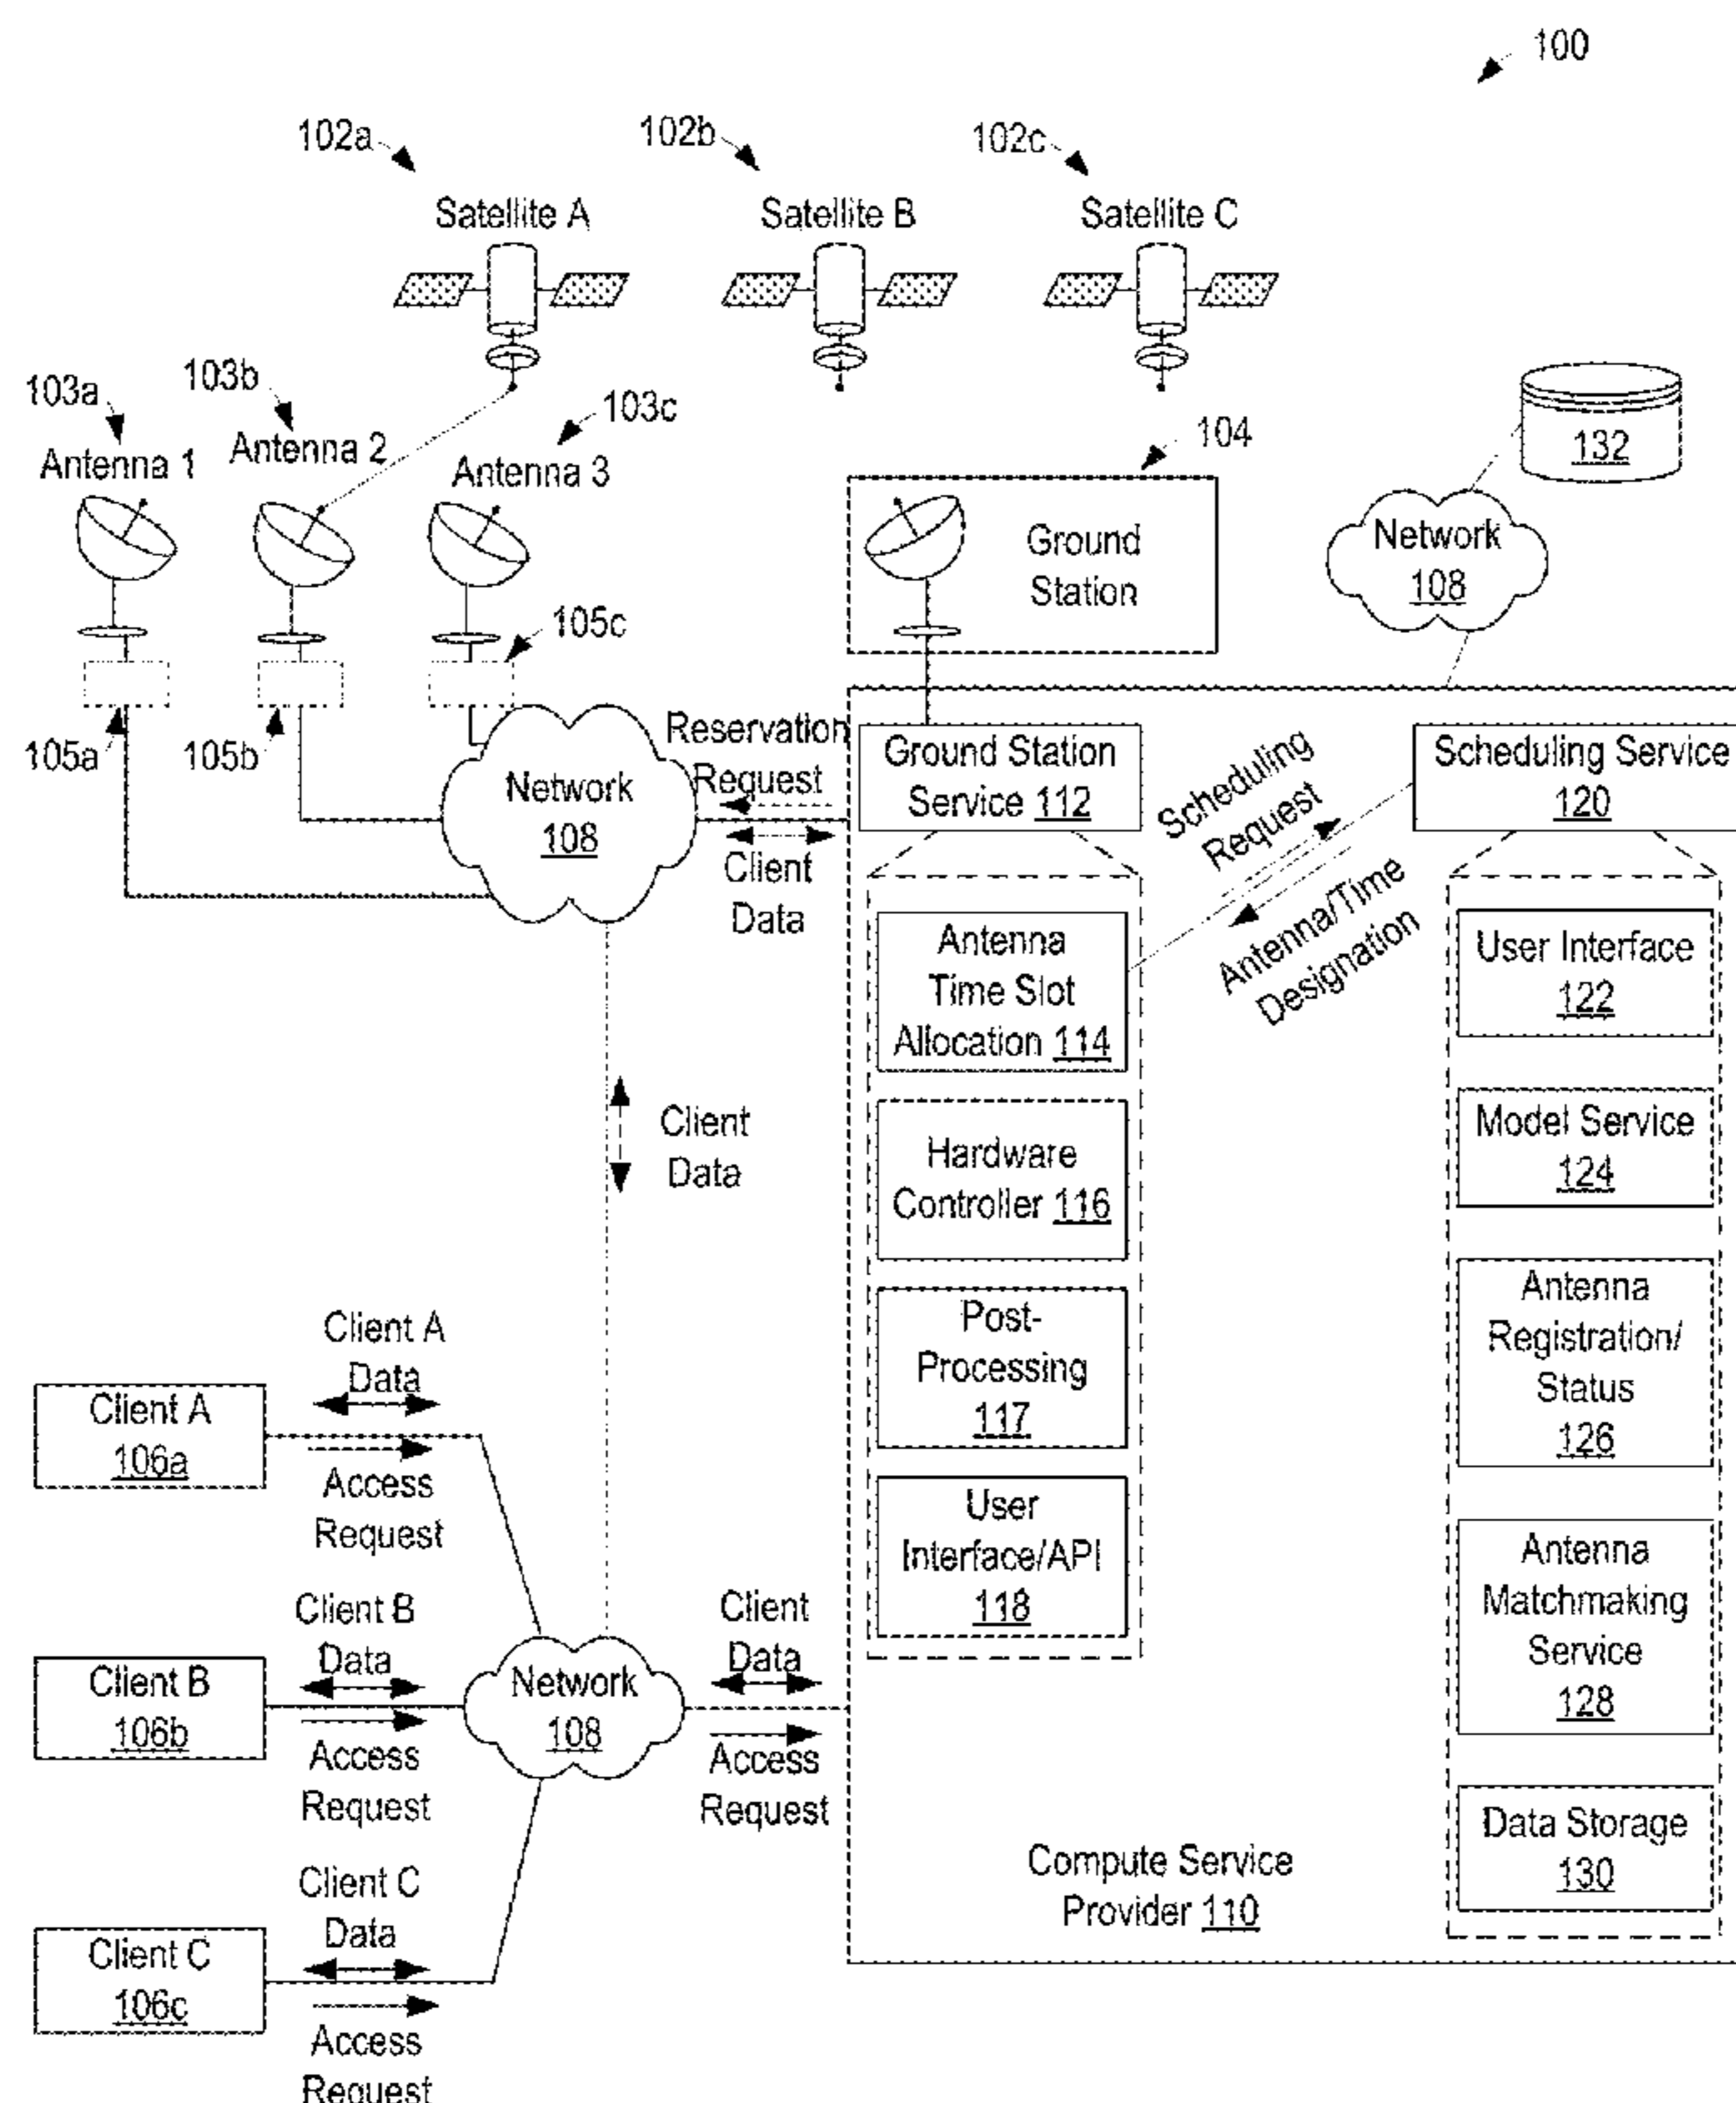 100
102a
102b
102c
Satellite A
Satellite B
Satellite C
103a
103b
103c
Antenna 1
Antenna 2
Antenna 3
104
Ground
Station
132
Network
108
105a
105b
105c
Network
108
Reservation
Request
Client
Data
Ground Station
Service 112
Scheduling
Request
Antenna/Time
Designation
Scheduling Service
120
Antenna
Time Slot
Allocation 114
Hardware
Controller 116
Post-
Processing
117
User
Interface/API
118
User Interface
122
Model Service
124
Antenna
Registration/
Status
126
Antenna
Matchmaking
Service
128
Data Storage
130
Compute Service
Provider 110
Client
Data
Client A
106a
Client A
Data
Access
Request
Client B
106b
Client B
Data
Access
Request
Client C
106c
Client C
Data
Access
Request
Network
108
Client
Data
Access
Request